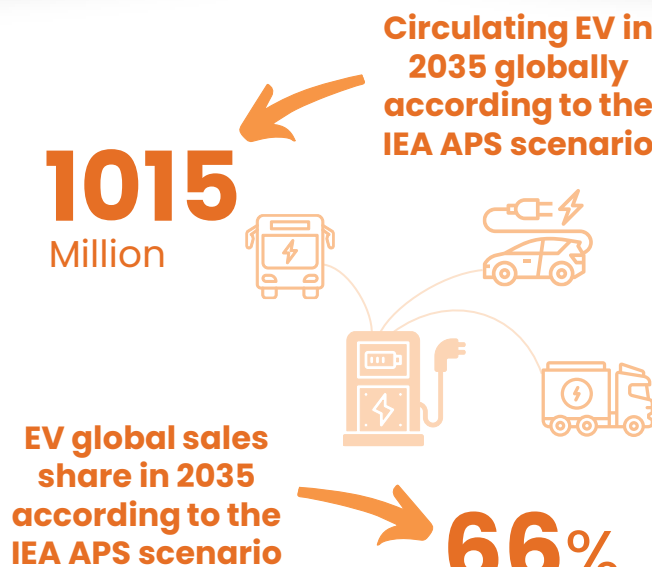 Circulating EV in
2035 globally
according to the
IEA APS scenario
1015
Million
EV global sales
share in 2035
according to the
IEA APS scenario
66%